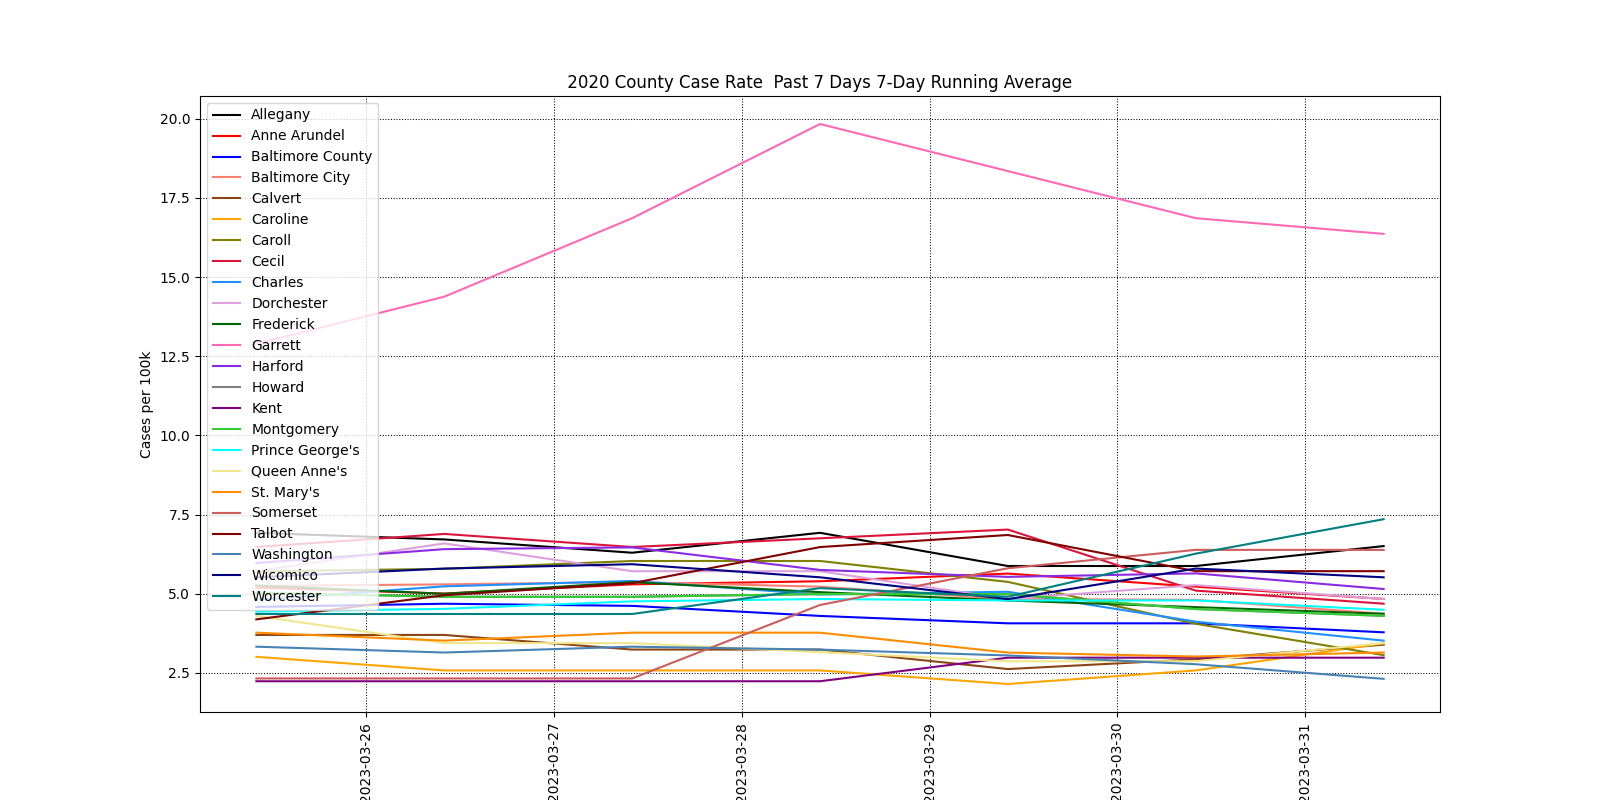 2020 County Case Rate  Past 7 Days 7-Day Running Average
Cases per 100k
20.0
17.5
15.0
12.5
10.0
7.5
5.0
2.5
Allegany
Anne Arundel
Baltimore County
Baltimore City
Calvert
Caroline
Caroll
Cecil
Charles
Dorchester
Frederick
Garrett
Harford
Howard
Kent
Montgomery
Prince George's
Queen Anne's
St. Mary's
Somerset
Talbot
Washington
Wicomico
Worcester
2023-03-26
2023-03-27
2023-03-28
2023-03-29
2023-03-30
2023-03-31